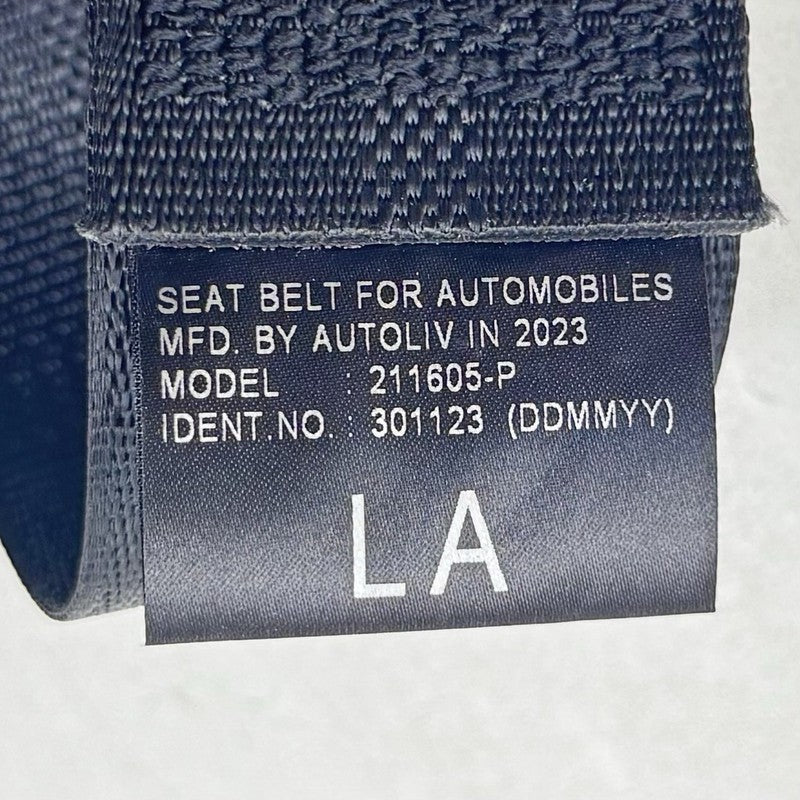 SEAT BELT FOR AUTOMOBILES
MFD. BY AUTOLIV IN 2023
MODEL : 211605-P
IDENT.NO. : 301123 (DDMMYY)
LA